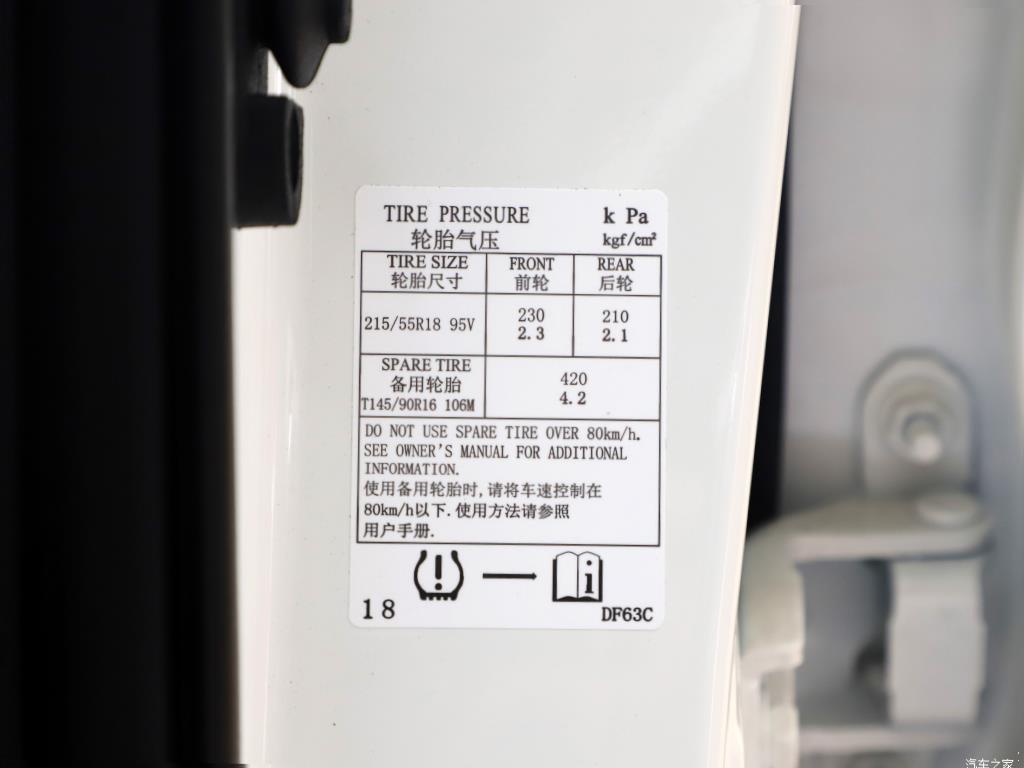 TIRE PRESSURE k Pa
轮胎气压 kgf/cm²
TIRE SIZE FRONT REAR
轮胎尺寸 前轮 后轮
215/55R18 95V 230 210
2.3 2.1
SPARE TIRE
备用轮胎 420
T145/90R16 106M 4.2
DO NOT USE SPARE TIRE OVER 80km/h.
SEE OWNER'S MANUAL FOR ADDITIONAL
INFORMATION.
使用备用轮胎时,请将车速控制在
80km/h以下.使用方法请参照
用户手册.
18 DF63C
汽车之家